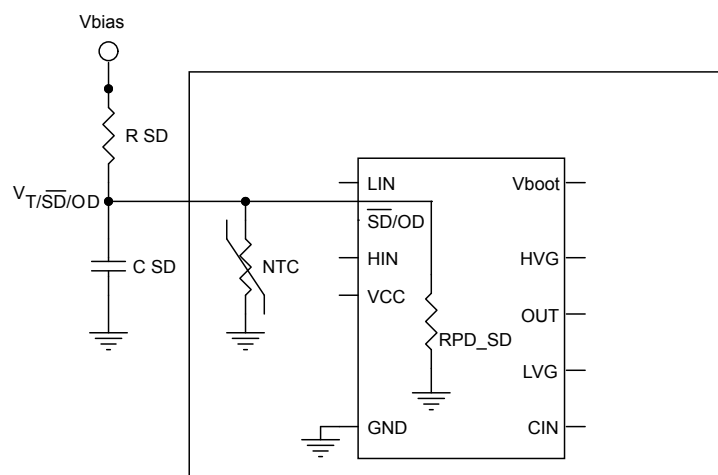 Vbias
R SD
VT/SD/OD
C SD
NTC
LIN
SD/OD
HIN
VCC
GND
RPD_SD
Vboot
HVG
OUT
LVG
CIN